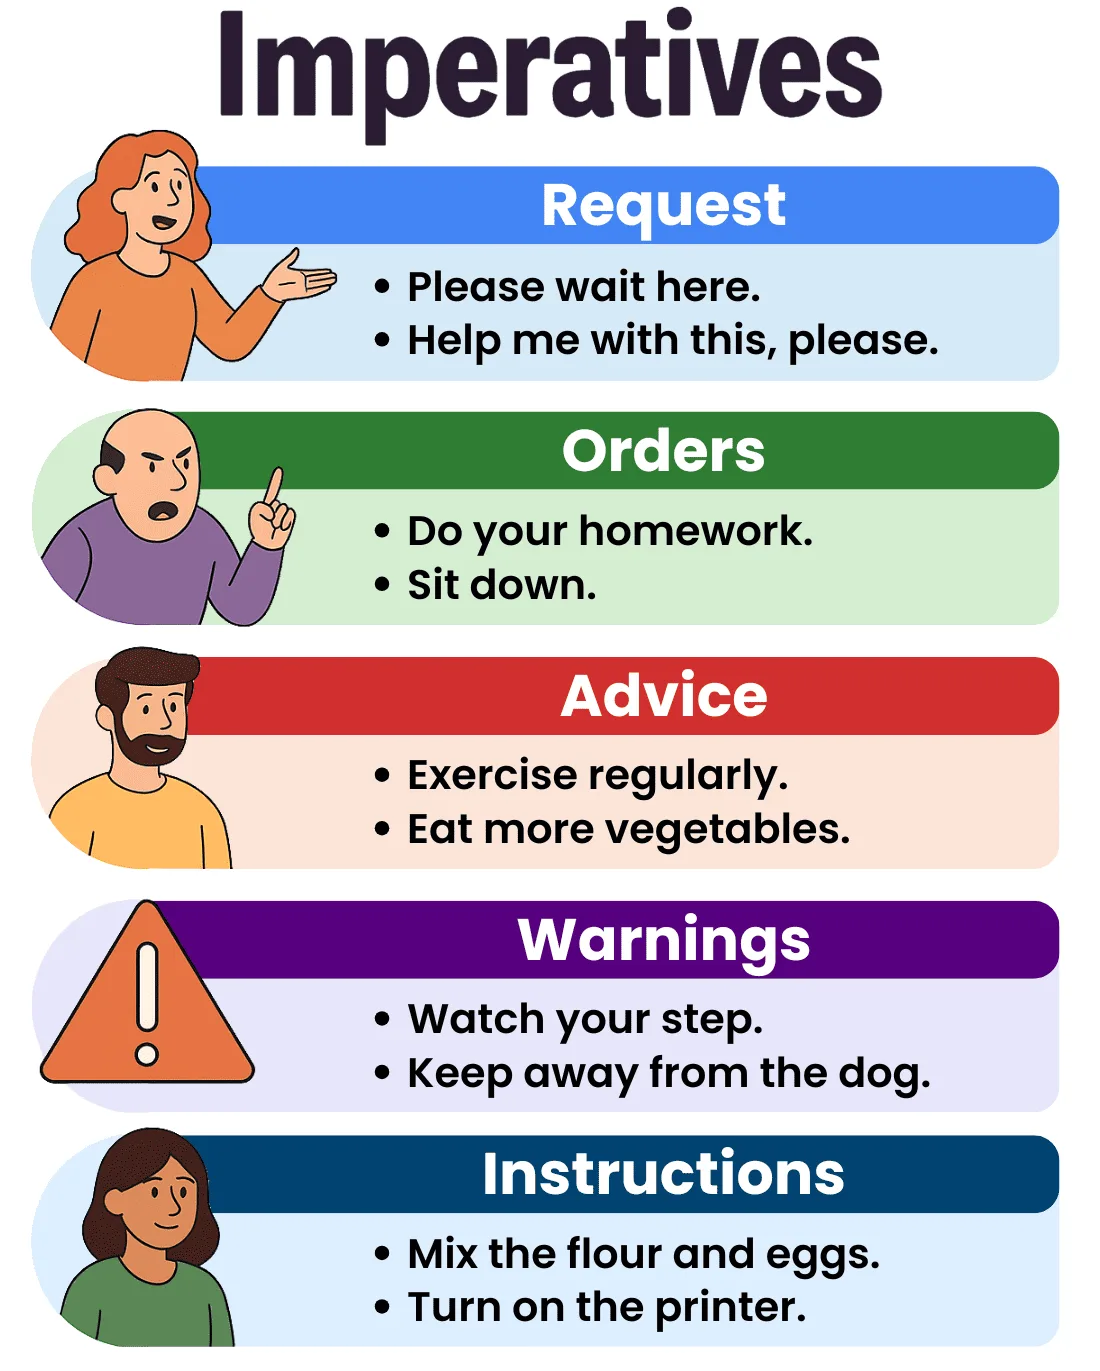 Imperatives
Request
• Please wait here.
• Help me with this, please.
Orders
• Do your homework.
• Sit down.
Advice
• Exercise regularly.
• Eat more vegetables.
Warnings
• Watch your step.
• Keep away from the dog.
Instructions
• Mix the flour and eggs.
• Turn on the printer.